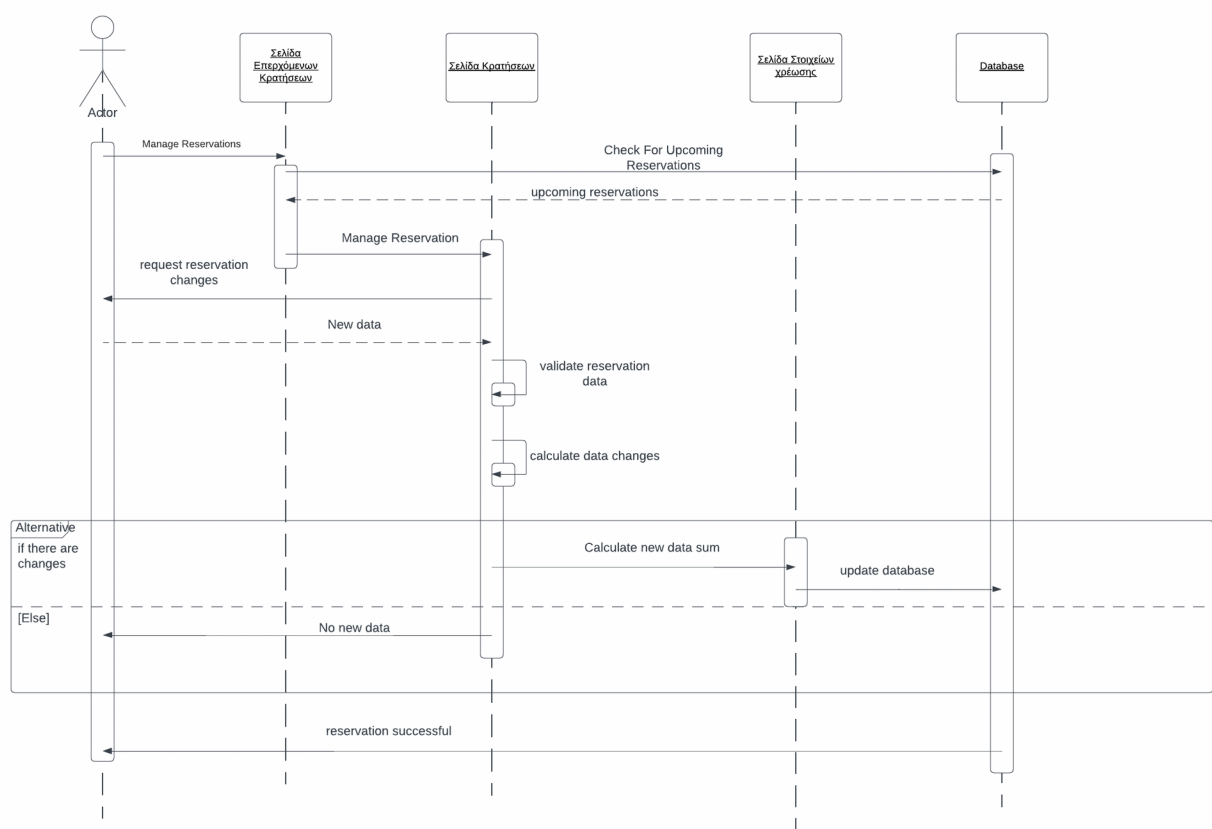 Σελίδα
Επερχόμενων
Κρατήσεων
Σελίδα Κρατήσεων
Σελίδα Στοιχείων
χρέωσης
Database
Actor
Manage Reservations
Check For Upcoming
Reservations
upcoming reservations
Manage Reservation
request reservation
changes
New data
validate reservation
data
calculate data changes
Alternative
if there are
changes
Calculate new data sum
update database
[Else]
No new data
reservation successful